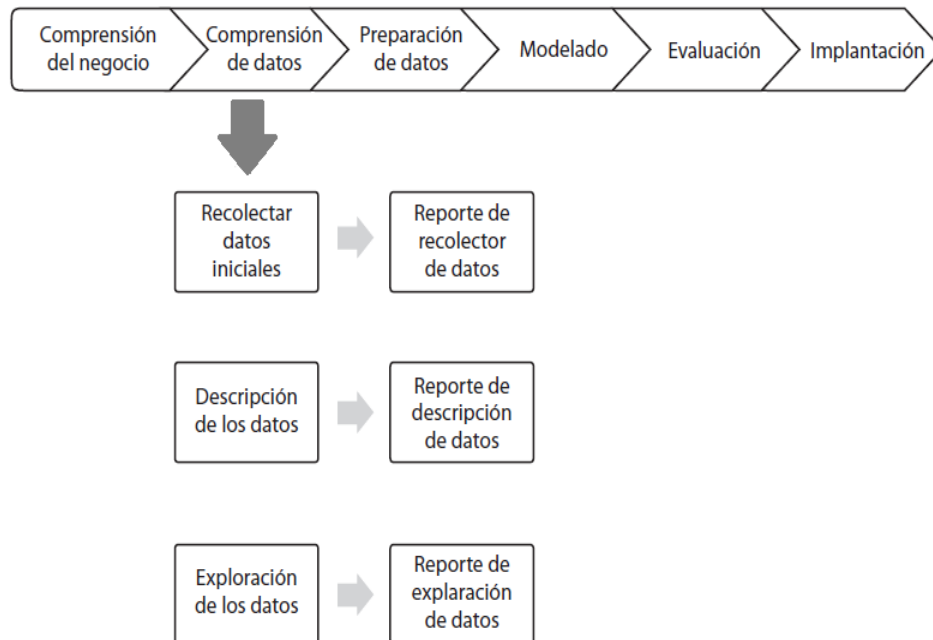 Comprensión
del negocio
Comprensión
de datos
Preparación
de datos
Modelado
Evaluación
Implantación
Recolectar
datos
iniciales
Reporte de
recolector
de datos
Descripción
de los datos
Reporte de
descripción
de datos
Exploración
de los datos
Reporte de
explaración
de datos